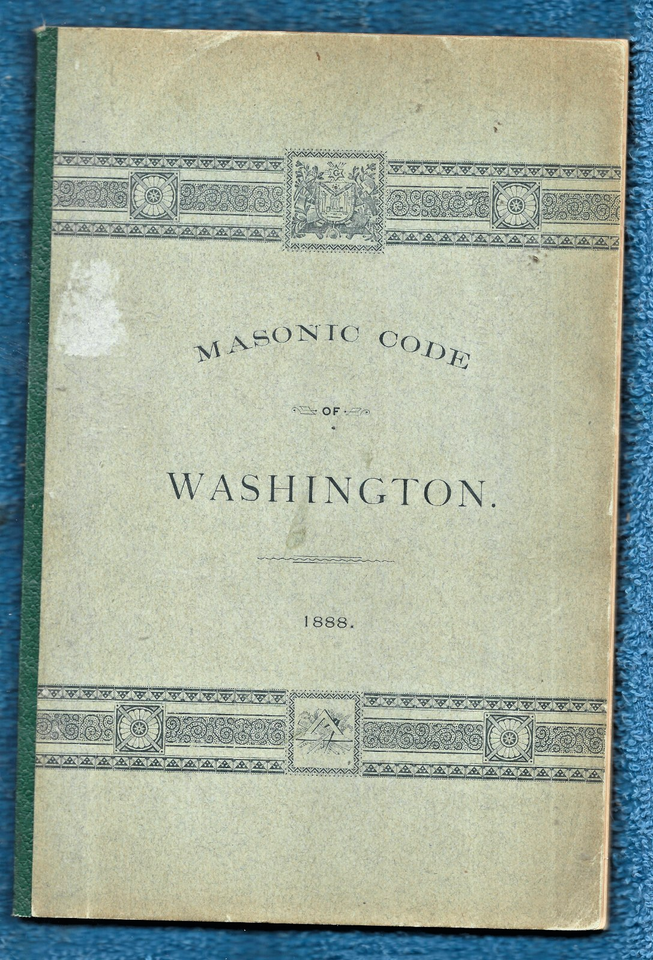 MASONIC CODE
OF
WASHINGTON.
1888.